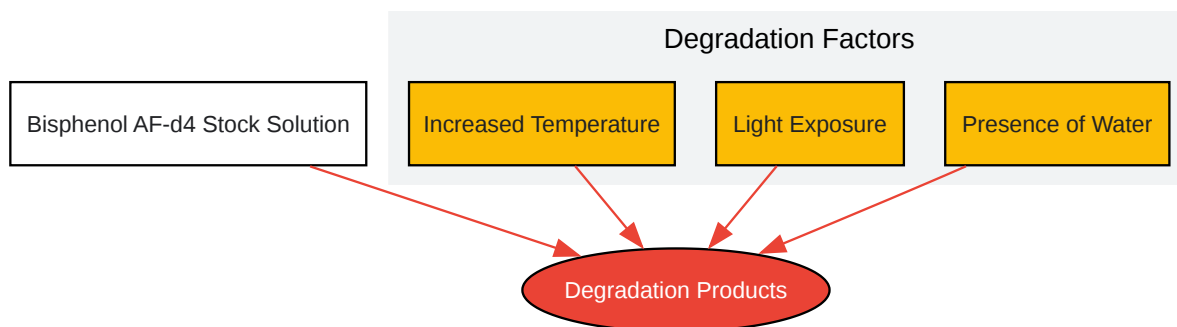 Degradation Factors
Bisphenol AF-d4 Stock Solution
Increased Temperature
Light Exposure
Presence of Water
Degradation Products